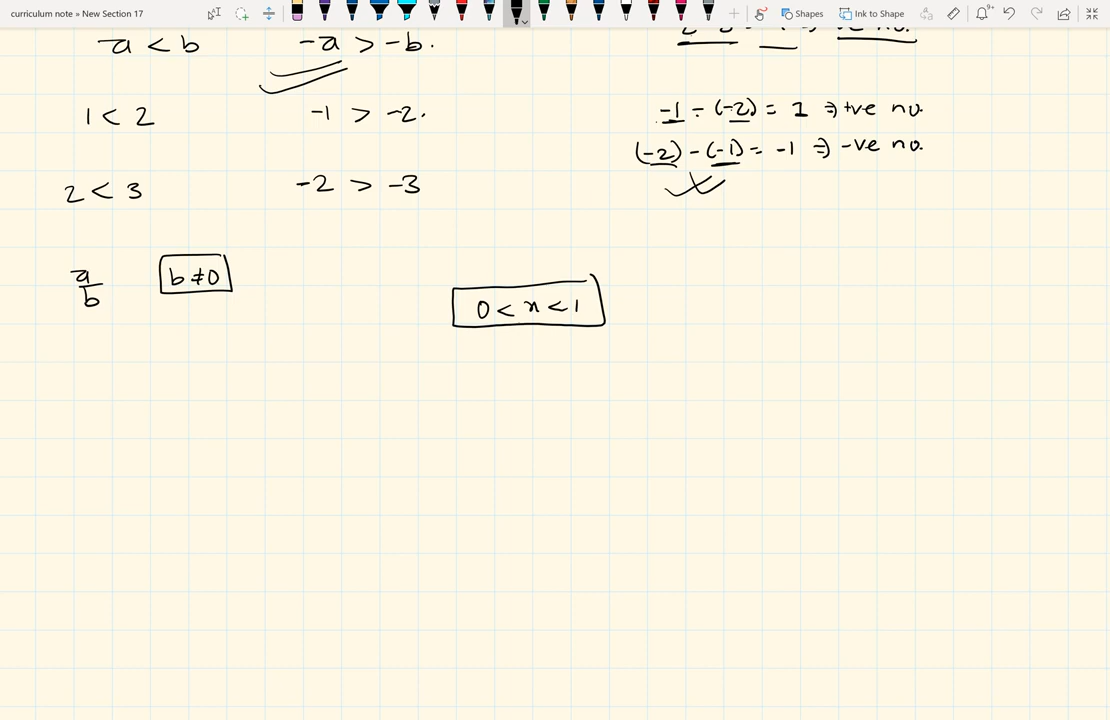 curriculum note » New Section 17
Shapes
Ink to Shape
9+
a < b
-a > -b.
1 < 2
-1 > -2.
-1 - (-2) = 1 ⇒ +ve no.
(-2) - (-1) = -1 ⇒ -ve no.
2 < 3
-2 > -3
a/b
b ≠ 0
0 < x < 1